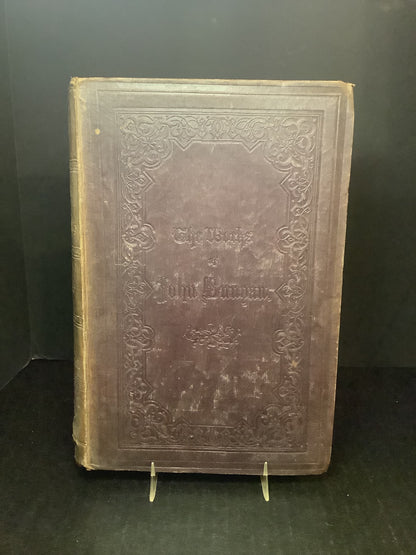 The Works
of
John Bunyan.